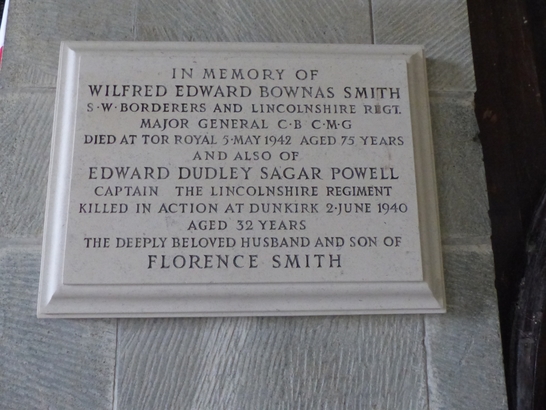 IN MEMORY OF
WILFRED EDWARD BOWNAS SMITH
S·W·BORDERERS AND LINCOLNSHIRE REGT.
MAJOR GENERAL C·B C·M·G
DIED AT TOR ROYAL 5·MAY 1942 AGED 75 YEARS
AND ALSO OF
EDWARD DUDLEY SAGAR POWELL
CAPTAIN THE LINCOLNSHIRE REGIMENT
KILLED IN ACTION AT DUNKIRK 2·JUNE 1940
AGED 32 YEARS
THE DEEPLY BELOVED HUSBAND AND SON OF
FLORENCE SMITH